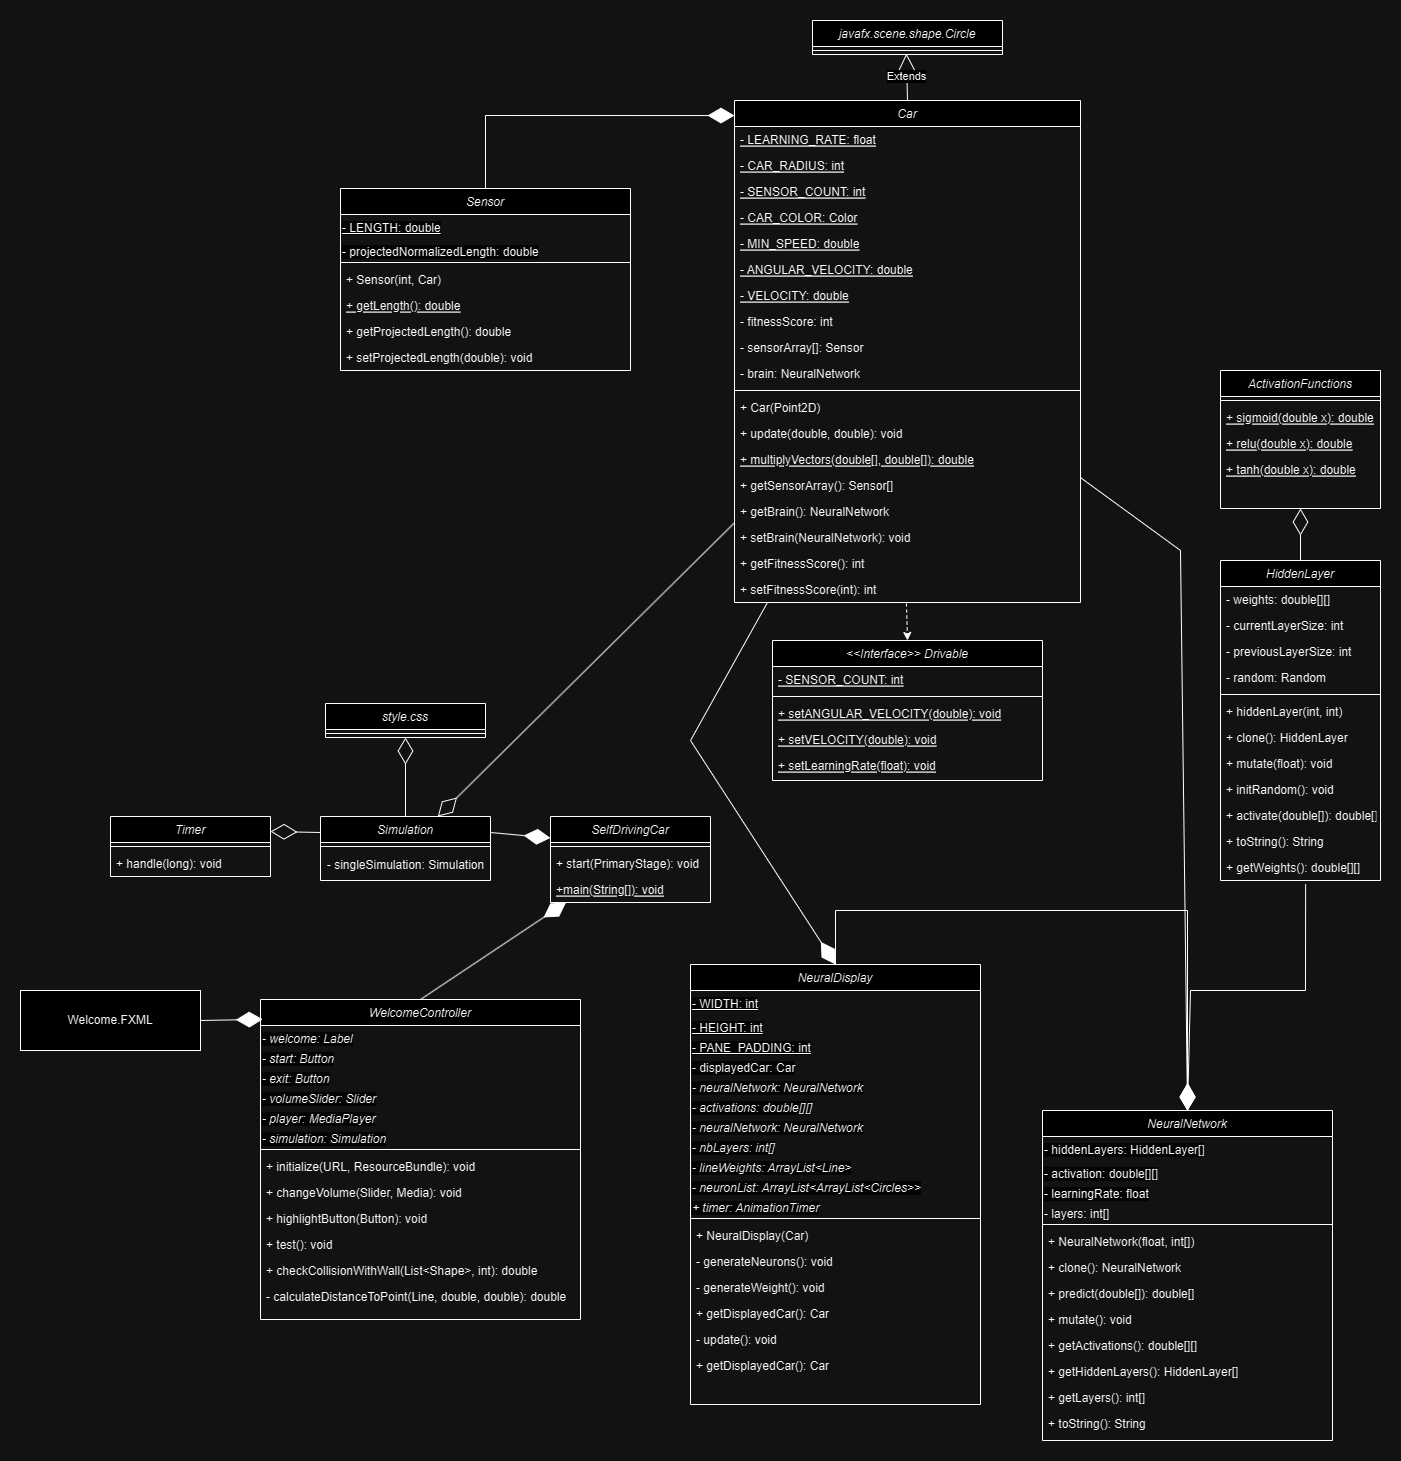 javafx.scene.shape.Circle
Extends
Car
- LEARNING_RATE: float
- CAR_RADIUS: int
- SENSOR_COUNT: int
- CAR_COLOR: Color
- MIN_SPEED: double
- ANGULAR_VELOCITY: double
- VELOCITY: double
- fitnessScore: int
- sensorArray[]: Sensor
- brain: NeuralNetwork
+ Car(Point2D)
+ update(double, double): void
+ multiplyVectors(double[], double[]): double
+ getSensorArray(): Sensor[]
+ getBrain(): NeuralNetwork
+ setBrain(NeuralNetwork): void
+ getFitnessScore(): int
+ setFitnessScore(int): int
Sensor
- LENGTH: double
- projectedNormalizedLength: double
+ Sensor(int, Car)
+ getLength(): double
+ getProjectedLength(): double
+ setProjectedLength(double): void
ActivationFunctions
+ sigmoid(double x): double
+ relu(double x): double
+ tanh(double x): double
HiddenLayer
- weights: double[][]
- currentLayerSize: int
- previousLayerSize: int
- random: Random
+ hiddenLayer(int, int)
+ clone(): HiddenLayer
+ mutate(float): void
+ initRandom(): void
+ activate(double[]): double[]
+ toString(): String
+ getWeights(): double[][]
<<Interface>> Drivable
- SENSOR_COUNT: int
+ setANGULAR_VELOCITY(double): void
+ setVELOCITY(double): void
+ setLearningRate(float): void
style.css
Timer
+ handle(long): void
Simulation
- singleSimulation: Simulation
SelfDrivingCar
+ start(PrimaryStage): void
+main(String[]): void
Welcome.FXML
WelcomeController
- welcome: Label
- start: Button
- exit: Button
- volumeSlider: Slider
- player: MediaPlayer
- simulation: Simulation
+ initialize(URL, ResourceBundle): void
+ changeVolume(Slider, Media): void
+ highlightButton(Button): void
+ test(): void
+ checkCollisionWithWall(List<Shape>, int): double
- calculateDistanceToPoint(Line, double, double): double
NeuralDisplay
- WIDTH: int
- HEIGHT: int
- PANE_PADDING: int
- displayedCar: Car
- neuralNetwork: NeuralNetwork
- activations: double[][]
- neuralNetwork: NeuralNetwork
- nbLayers: int[]
- lineWeights: ArrayList<Line>
- neuronList: ArrayList<ArrayList<Circles>>
+ timer: AnimationTimer
+ NeuralDisplay(Car)
- generateNeurons(): void
- generateWeight(): void
+ getDisplayedCar(): Car
- update(): void
+ getDisplayedCar(): Car
NeuralNetwork
- hiddenLayers: HiddenLayer[]
- activation: double[][]
- learningRate: float
- layers: int[]
+ NeuralNetwork(float, int[])
+ clone(): NeuralNetwork
+ predict(double[]): double[]
+ mutate(): void
+ getActivations(): double[][]
+ getHiddenLayers(): HiddenLayer[]
+ getLayers(): int[]
+ toString(): String